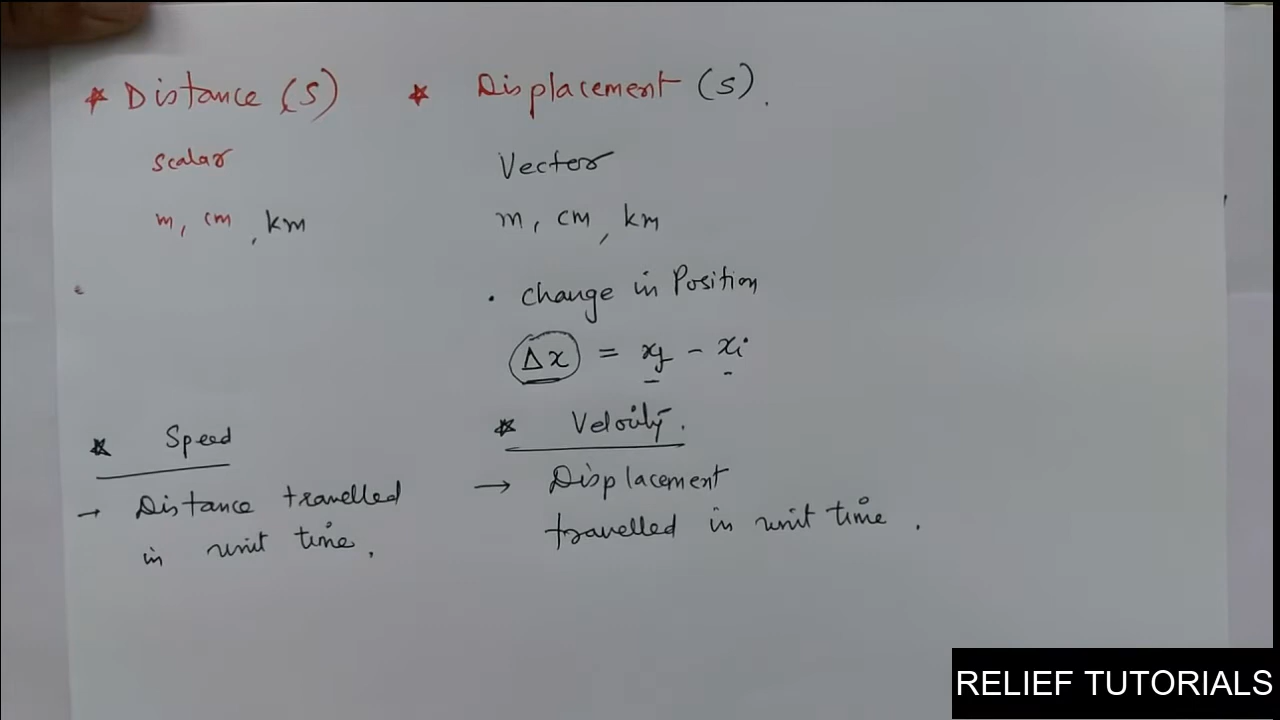 * Distance (S)
scalar
m, cm, km
* Displacement (S).
Vector
m, cm, km
• Change in Position
Δx = xf - xi
* Speed
→ Distance travelled
in unit time.
* Velocity.
→ Displacement
travelled in unit time.
RELIEF TUTORIALS